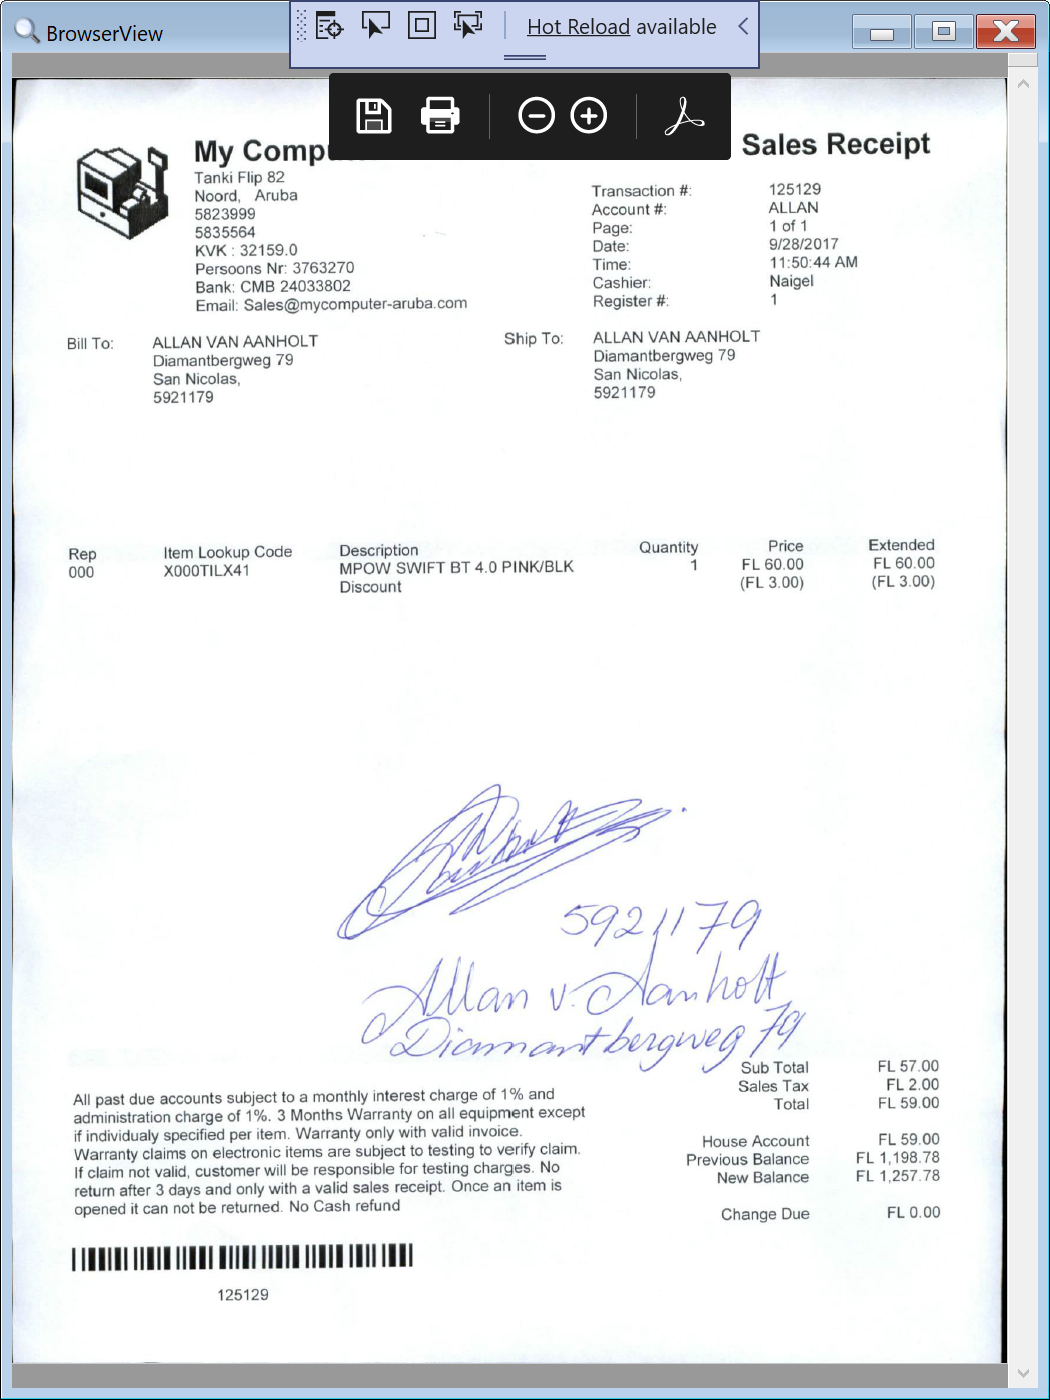 BrowserView
Hot Reload available
My Compu
Sales Receipt
Tanki Flip 82
Noord, Aruba
5823999
5835564
KVK : 32159.0
Persoons Nr: 3763270
Bank: CMB 24033802
Email: Sales@mycomputer-aruba.com
Transaction #: 125129
Account #: ALLAN
Page: 1 of 1
Date: 9/28/2017
Time: 11:50:44 AM
Cashier: Naigel
Register #: 1
Bill To: ALLAN VAN AANHOLT
Diamantbergweg 79
San Nicolas,
5921179
Ship To: ALLAN VAN AANHOLT
Diamantbergweg 79
San Nicolas,
5921179
Rep Item Lookup Code Description Quantity Price Extended
000 X000TILX41 MPOW SWIFT BT 4.0 PINK/BLK 1 FL 60.00 FL 60.00
Discount (FL 3.00) (FL 3.00)
5921179
Allan v. Aanholt
Diamantbergweg 79
Sub Total FL 57.00
Sales Tax FL 2.00
Total FL 59.00
House Account FL 59.00
Previous Balance FL 1,198.78
New Balance FL 1,257.78
Change Due FL 0.00
All past due accounts subject to a monthly interest charge of 1% and
administration charge of 1%. 3 Months Warranty on all equipment except
if individualy specified per item. Warranty only with valid invoice.
Warranty claims on electronic items are subject to testing to verify claim.
If claim not valid, customer will be responsible for testing charges. No
return after 3 days and only with a valid sales receipt. Once an item is
opened it can not be returned. No Cash refund
125129